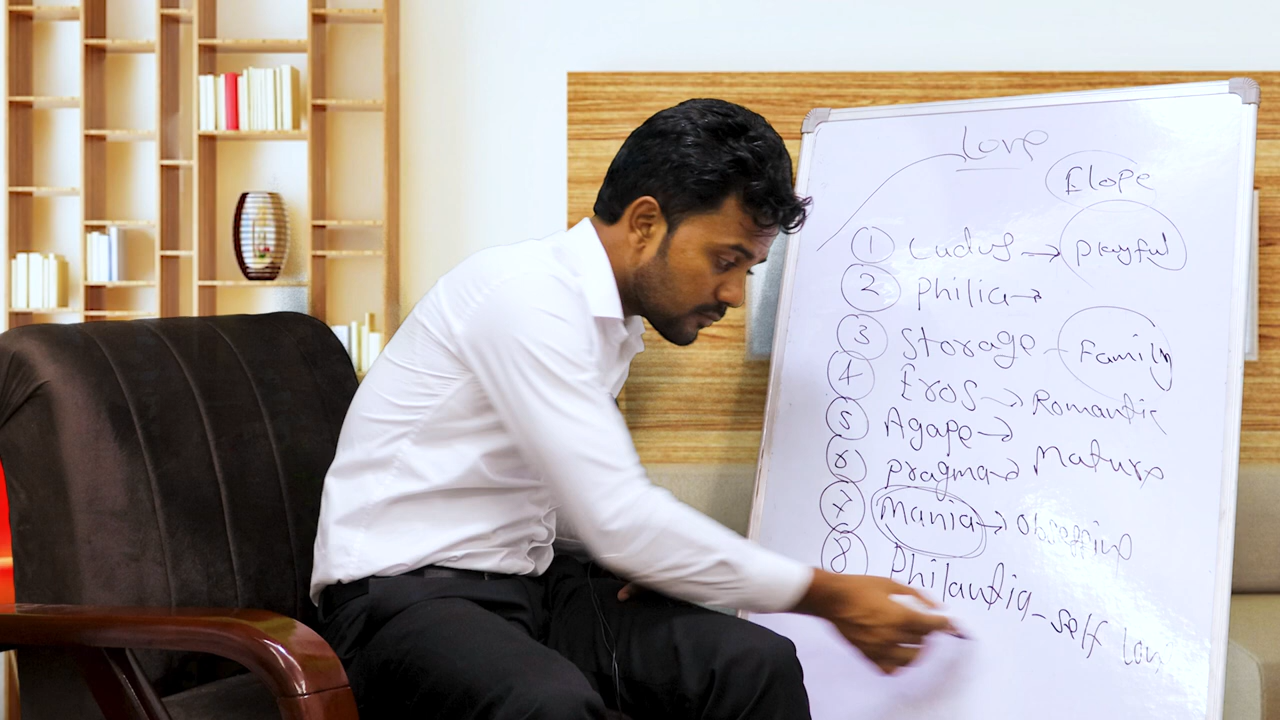 Love
Elope
1 Ludus → Playful
2 Philia →
3 Storage - Family
4 Eros → Romantic
5 Agape →
6 pragma → Mature
7 Mania → obsessive
8 Philautia - self love